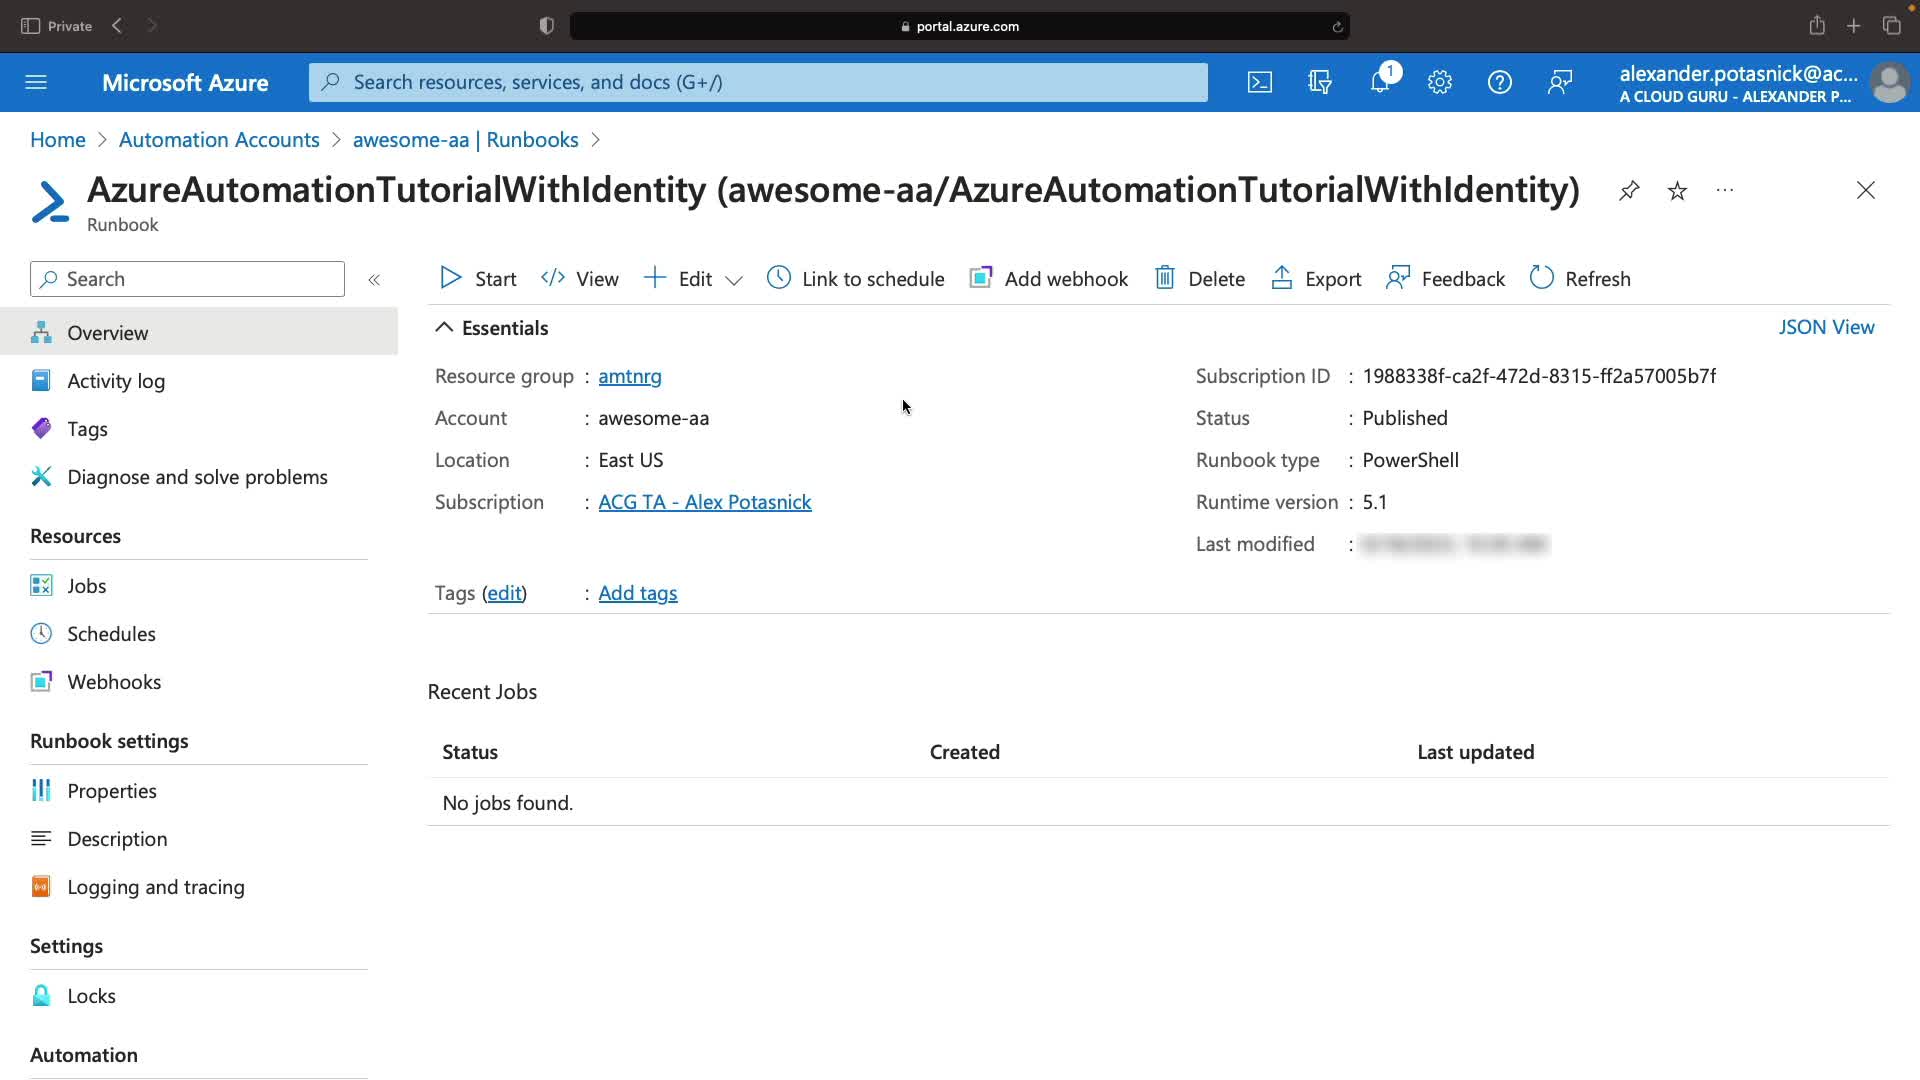 Private
portal.azure.com
Microsoft Azure
Search resources, services, and docs (G+/)
1
alexander.potasnick@ac...
A CLOUD GURU - ALEXANDER P...
Home > Automation Accounts > awesome-aa | Runbooks >
AzureAutomationTutorialWithIdentity (awesome-aa/AzureAutomationTutorialWithIdentity)
Runbook
Search
Start View Edit Link to schedule Add webhook Delete Export Feedback Refresh
Overview
Activity log
Tags
Diagnose and solve problems
Resources
Jobs
Schedules
Webhooks
Runbook settings
Properties
Description
Logging and tracing
Settings
Locks
Automation
Essentials
JSON View
Resource group : amtnrg
Account : awesome-aa
Location : East US
Subscription : ACG TA - Alex Potasnick
Subscription ID : 1988338f-ca2f-472d-8315-ff2a57005b7f
Status : Published
Runbook type : PowerShell
Runtime version : 5.1
Last modified :
Tags (edit) : Add tags
Recent Jobs
Status Created Last updated
No jobs found.